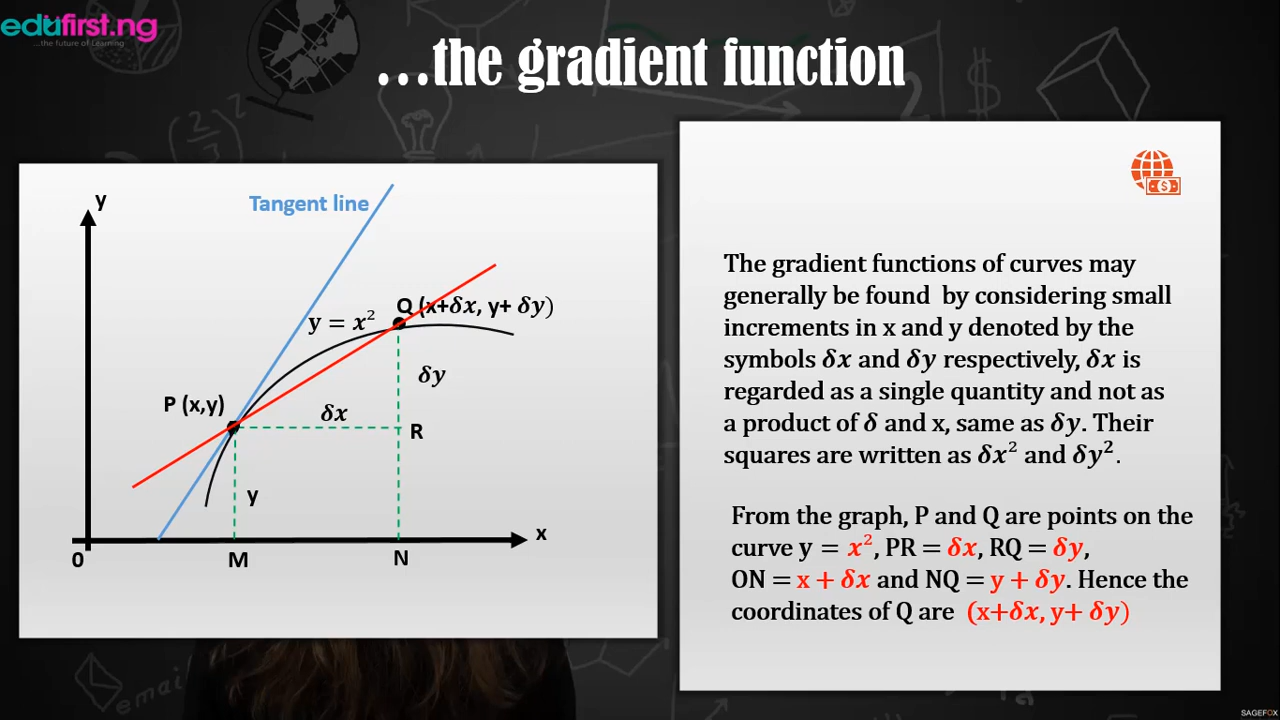 edufirst.ng
...the future of Learning
...the gradient function
y
Tangent line
Q (x+δx, y+ δy)
y = x²
δy
P (x,y)
δx
R
y
x
0
M
N
The gradient functions of curves may
generally be found by considering small
increments in x and y denoted by the
symbols δx and δy respectively, δx is
regarded as a single quantity and not as
a product of δ and x, same as δy. Their
squares are written as δx² and δy².
From the graph, P and Q are points on the
curve y = x², PR = δx, RQ = δy,
ON = x + δx and NQ = y + δy. Hence the
coordinates of Q are (x+δx, y+ δy)
$
2
$
email
SAGEFOX